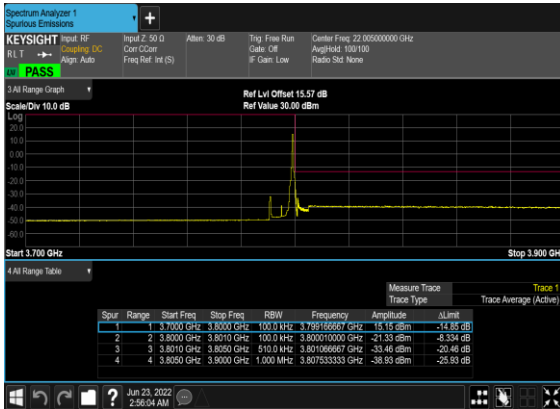 Spectrum Analyzer 1
Spurious Emissions
+
KEYSIGHT Input: RF Input Z: 50 Ω Atten: 30 dB Trig: Free Run Center Freq: 22.005000000 GHz
RLT Coupling: DC Corr CCorr Gate: Off Avg|Hold: 100/100
Align: Auto Freq Ref: Int (S) IF Gain: Low Radio Std: None
LXI PASS
3 All Range Graph
Ref Lvl Offset 15.57 dB
Scale/Div 10.0 dB Ref Value 30.00 dBm
Log
20.0
10.0
0.00
-10.0
-20.0
-30.0
-40.0
-50.0
-60.0
Start 3.700 GHz Stop 3.900 GH
4 All Range Table
Measure Trace Trace 1
Trace Type Trace Average (Active)
Spur Range Start Freq Stop Freq RBW Frequency Amplitude ΔLimit
1 1 3.7000 GHz 3.8000 GHz 100.0 kHz 3.799166667 GHz 15.15 dBm -14.85 dB
2 2 3.8000 GHz 3.8010 GHz 100.0 kHz 3.800010000 GHz -21.33 dBm -8.334 dB
3 3 3.8010 GHz 3.8050 GHz 510.0 kHz 3.801066667 GHz -33.46 dBm -20.46 dB
4 4 3.8050 GHz 3.9000 GHz 1.000 MHz 3.807533333 GHz -38.93 dBm -25.93 dB
?
Jun 23, 2022
2:56:04 AM